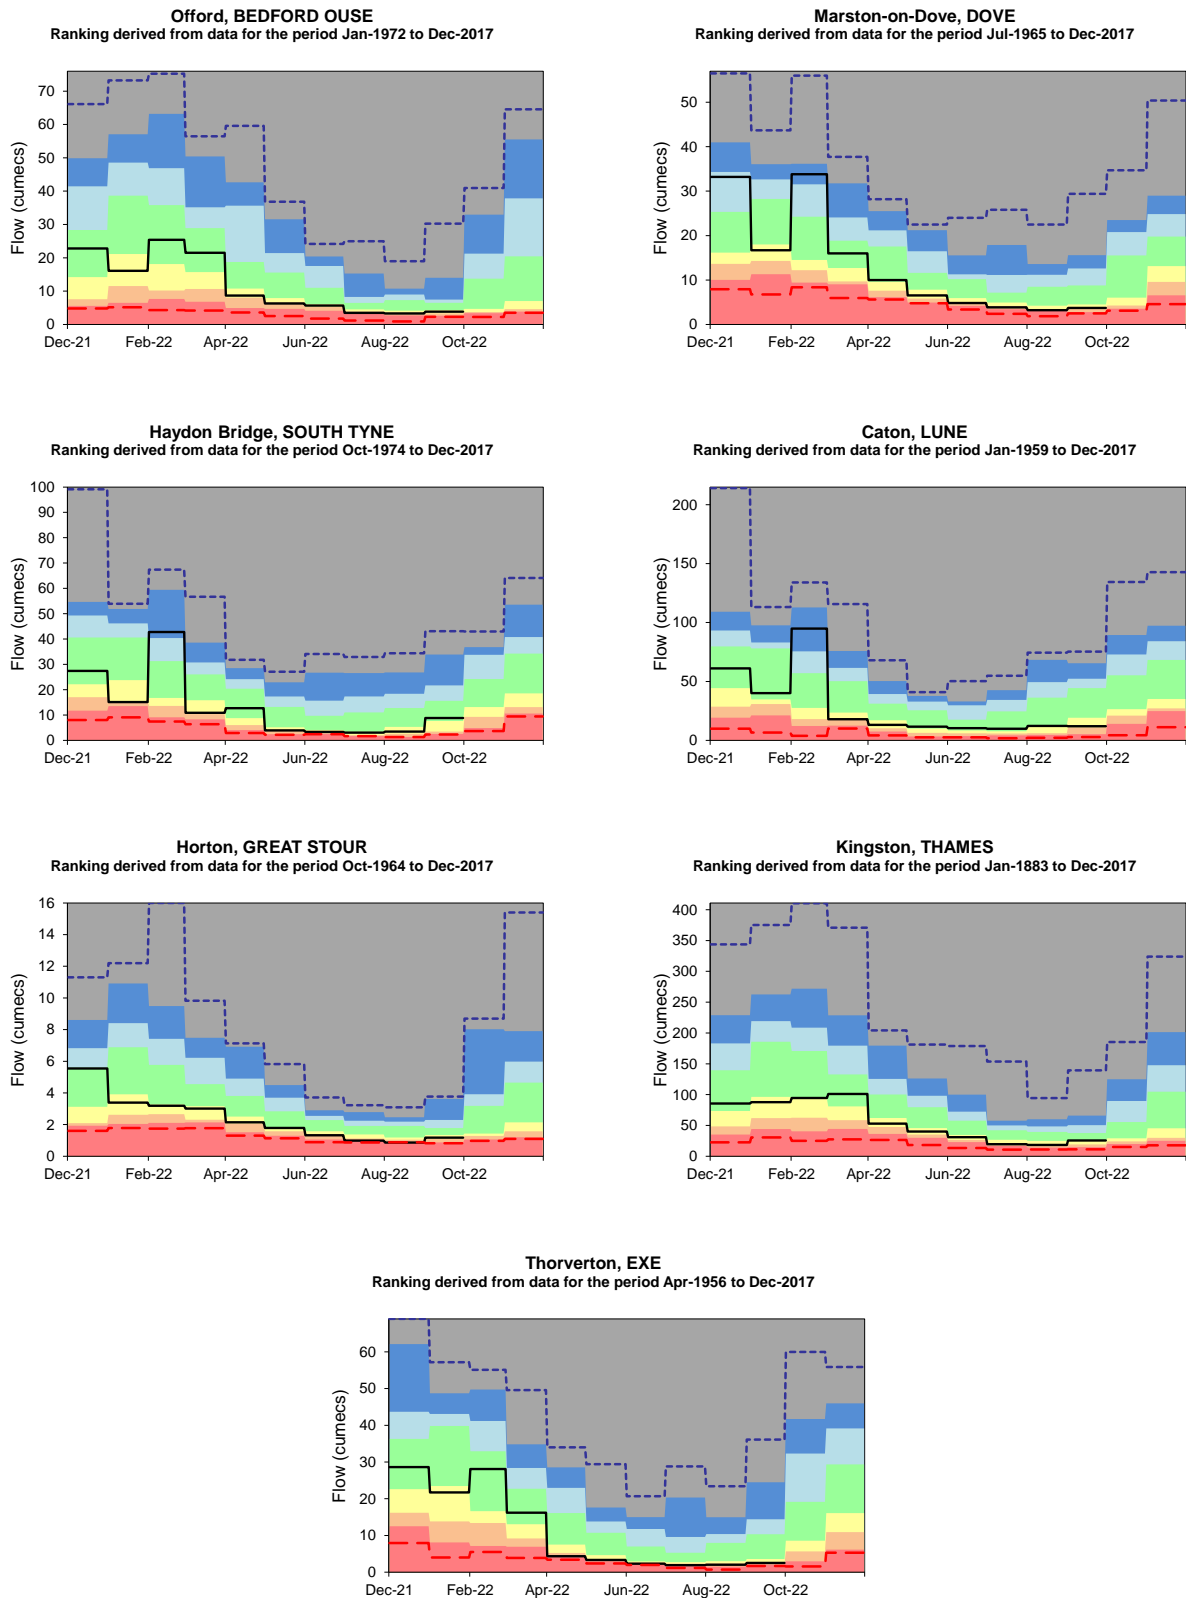 Offord, BEDFORD OUSE
Ranking derived from data for the period Jan-1972 to Dec-2017
Flow (cumecs)
70
60
50
40
30
20
10
0
Dec-21 Feb-22 Apr-22 Jun-22 Aug-22 Oct-22
Marston-on-Dove, DOVE
Ranking derived from data for the period Jul-1965 to Dec-2017
Flow (cumecs)
50
40
30
20
10
0
Dec-21 Feb-22 Apr-22 Jun-22 Aug-22 Oct-22
Haydon Bridge, SOUTH TYNE
Ranking derived from data for the period Oct-1974 to Dec-2017
Flow (cumecs)
100
90
80
70
60
50
40
30
20
10
0
Dec-21 Feb-22 Apr-22 Jun-22 Aug-22 Oct-22
Caton, LUNE
Ranking derived from data for the period Jan-1959 to Dec-2017
Flow (cumecs)
200
150
100
50
0
Dec-21 Feb-22 Apr-22 Jun-22 Aug-22 Oct-22
Horton, GREAT STOUR
Ranking derived from data for the period Oct-1964 to Dec-2017
Flow (cumecs)
16
14
12
10
8
6
4
2
0
Dec-21 Feb-22 Apr-22 Jun-22 Aug-22 Oct-22
Kingston, THAMES
Ranking derived from data for the period Jan-1883 to Dec-2017
Flow (cumecs)
400
350
300
250
200
150
100
50
0
Dec-21 Feb-22 Apr-22 Jun-22 Aug-22 Oct-22
Thorverton, EXE
Ranking derived from data for the period Apr-1956 to Dec-2017
Flow (cumecs)
60
50
40
30
20
10
0
Dec-21 Feb-22 Apr-22 Jun-22 Aug-22 Oct-22